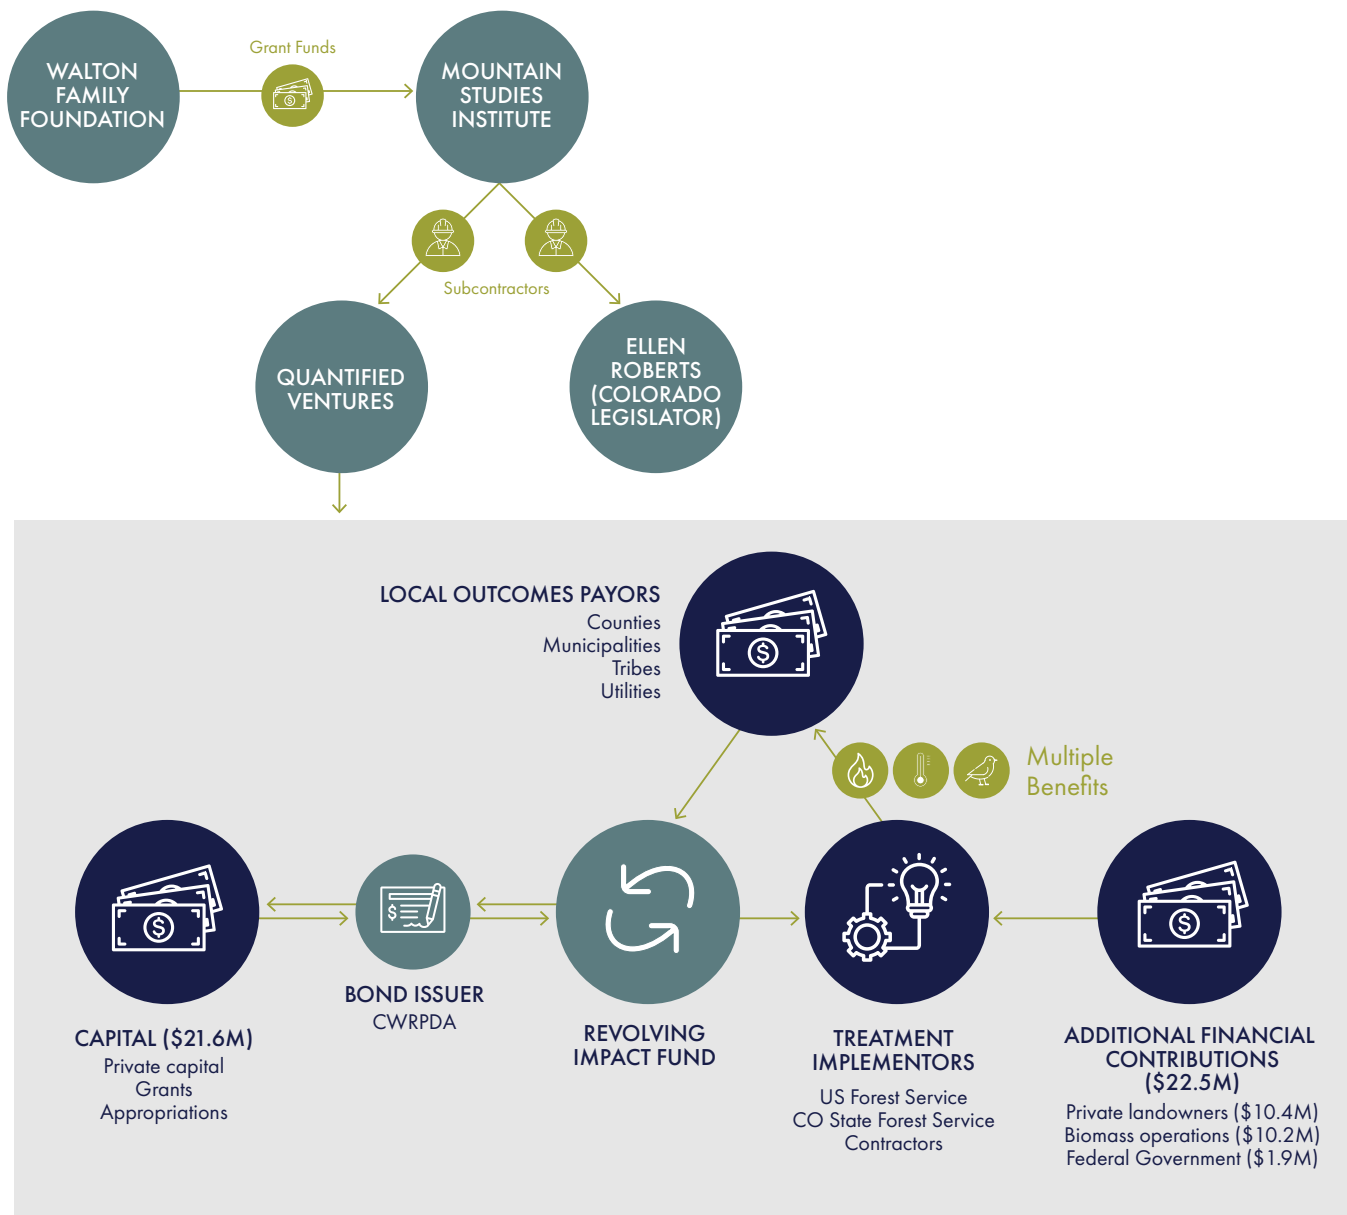 Grant Funds
WALTON
FAMILY
FOUNDATION
MOUNTAIN
STUDIES
INSTITUTE
Subcontractors
QUANTIFIED
VENTURES
ELLEN
ROBERTS
(COLORADO
LEGISLATOR)
LOCAL OUTCOMES PAYORS
Counties
Municipalities
Tribes
Utilities
$
Multiple
Benefits
$
$
$
BOND ISSUER
CWRPDA
CAPITAL ($21.6M)
Private capital
Grants
Appropriations
REVOLVING
IMPACT FUND
TREATMENT
IMPLEMENTORS
US Forest Service
CO State Forest Service
Contractors
ADDITIONAL FINANCIAL
CONTRIBUTIONS
($22.5M)
Private landowners ($10.4M)
Biomass operations ($10.2M)
Federal Government ($1.9M)